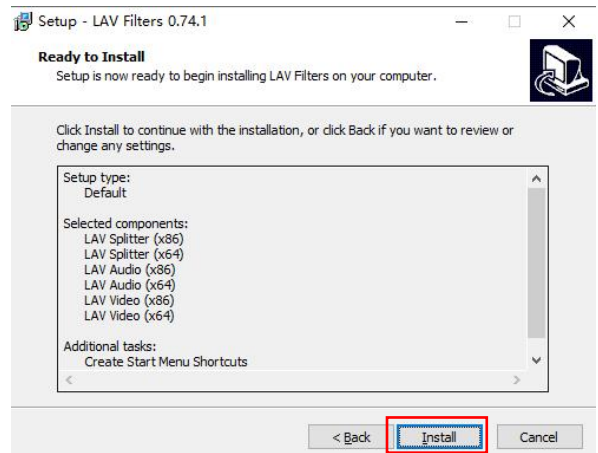 Setup - LAV Filters 0.74.1
Ready to Install
Setup is now ready to begin installing LAV Filters on your computer.
Click Install to continue with the installation, or click Back if you want to review or
change any settings.
Setup type:
Default
Selected components:
LAV Splitter (x86)
LAV Splitter (x64)
LAV Audio (x86)
LAV Audio (x64)
LAV Video (x86)
LAV Video (x64)
Additional tasks:
Create Start Menu Shortcuts
< Back
Install
Cancel